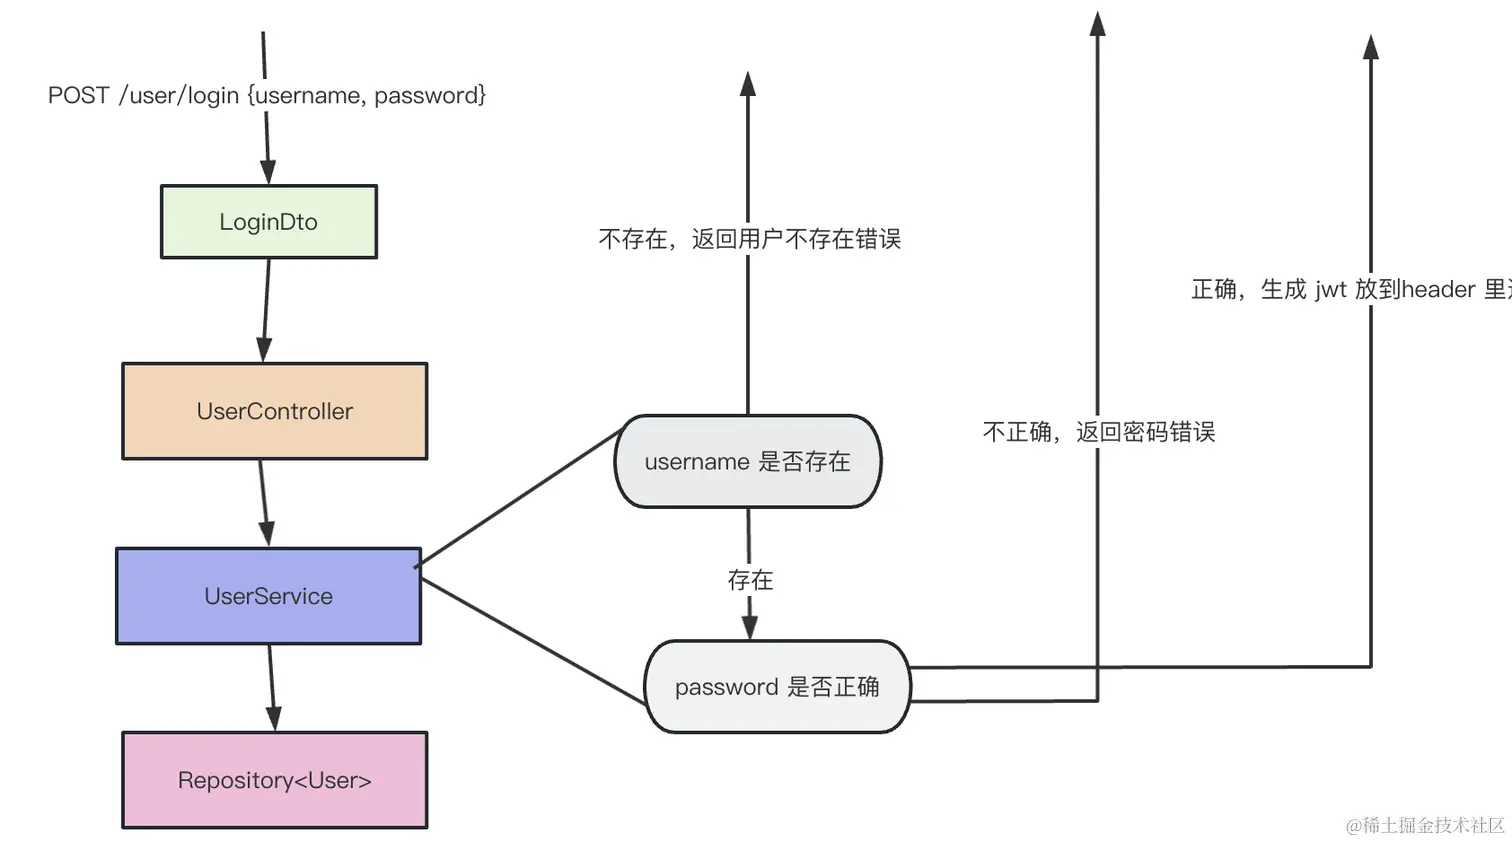 POST /user/login {username, password}
LoginDto
UserController
UserService
Repository<User>
不存在，返回用户不存在错误
username 是否存在
存在
password 是否正确
不正确，返回密码错误
正确，生成 jwt 放到header 里
@稀土掘金技术社区